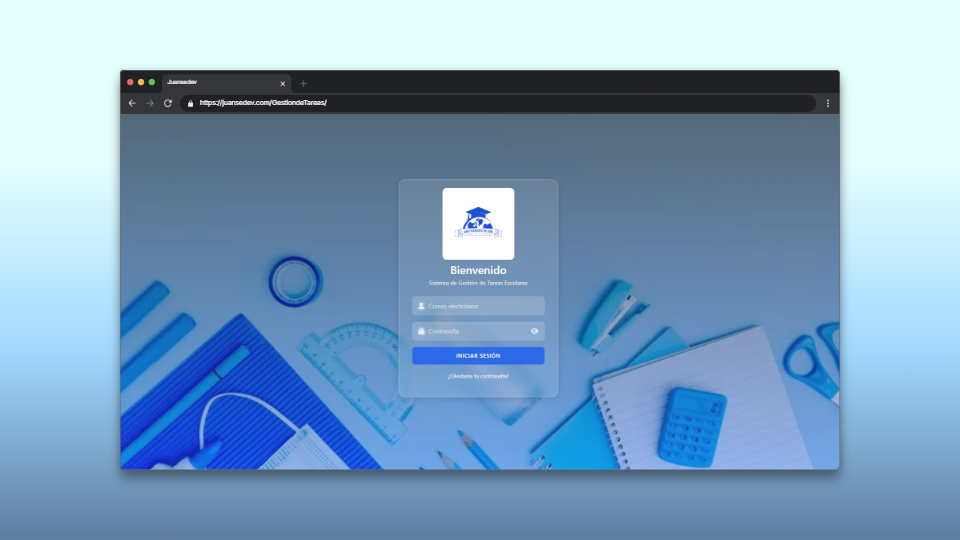 Juansedev
https://juansedev.com/GestiondeTareas/
Bienvenido
Sistema de Gestión de Tareas Escolares
Correo electrónico
Contraseña
INICIAR SESIÓN
¿Olvidaste tu contraseña?